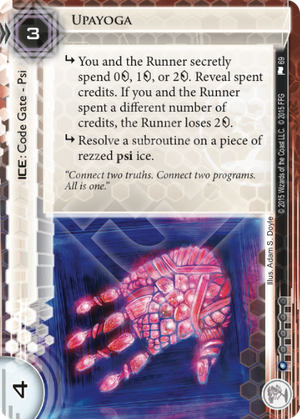 3
UPAYOGA
ICE: Code Gate - Psi
↳ You and the Runner secretly
spend 0, 1, or 2. Reveal spent
credits. If you and the Runner
spent a different number of
credits, the Runner loses 2.
↳ Resolve a subroutine on a piece of
rezzed psi ice.
"Connect two truths. Connect two programs.
All is one."
69
© 2015 Wizards of the Coast LLC. © 2015 FFG
Illus. Adam S. Doyle
4